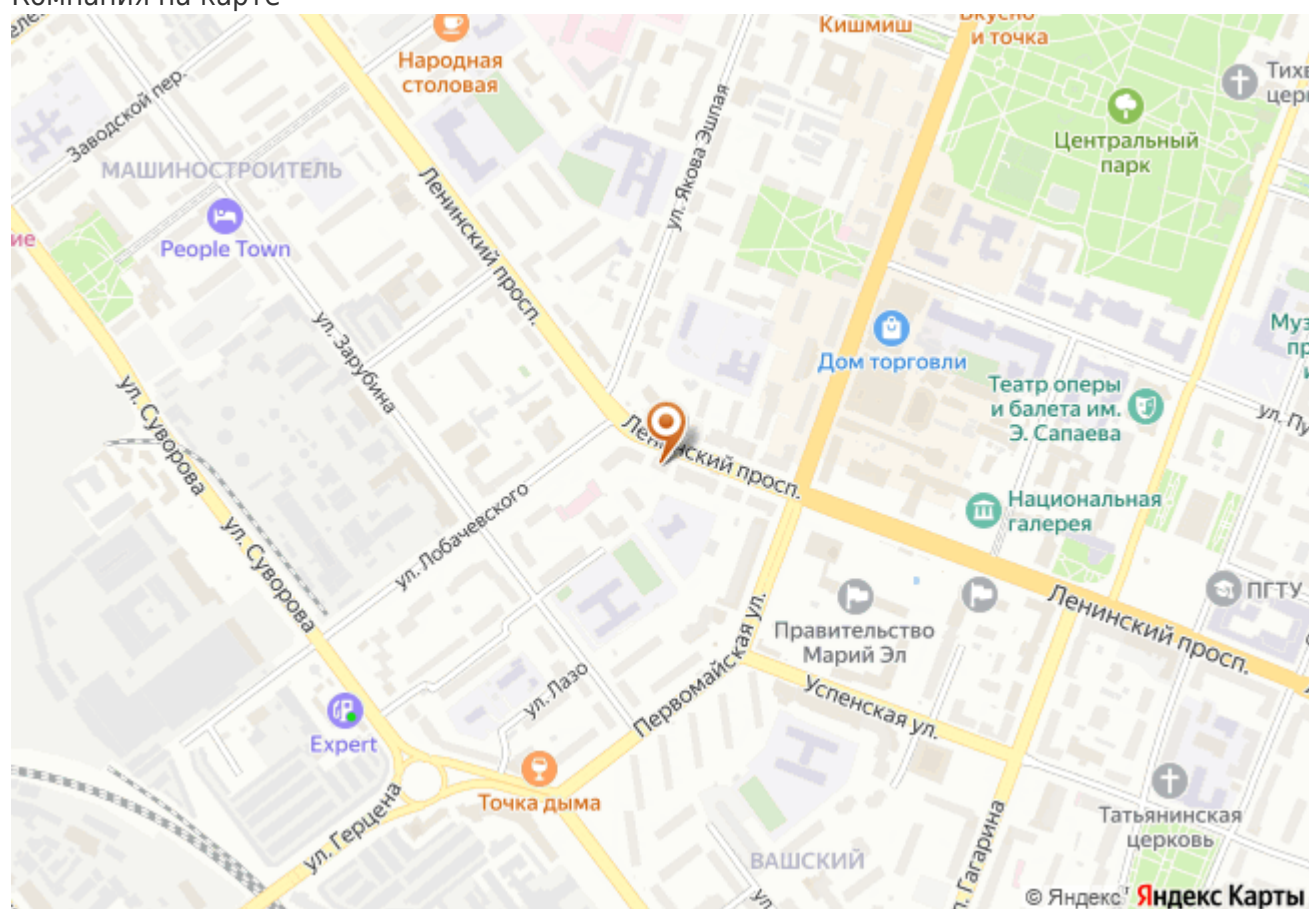 Компания на карте
Кишмиш
Вкусно
и точка
Народная
столовая
Заводской пер.
МАШИНОСТРОИТЕЛЬ
ул. Якова Эшпая
Центральный
парк
People Town
Ленинский просп.
ул. Зарубина
Дом торговли
Театр оперы
и балета им.
Э. Сапаева
ул. Суворова
Ленинский просп.
Национальная
галерея
ул. Лобачевского
ул. Суворова
ПГТУ
Ленинский просп.
Правительство
Марий Эл
Первомайская ул.
ул. Лазо
Успенская ул.
Expert
Точка дыма
ул. Герцена
Татьянинская
церковь
ВАШСКИЙ
ул. Гагарина
© Яндекс Яндекс Карты